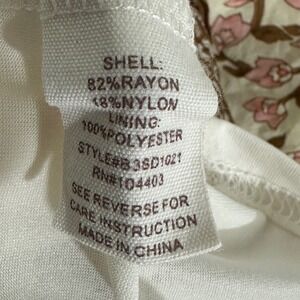 SHELL:
82%RAYON
18%NYLON
LINING:
100%POLYESTER
STYLE#B3SD1021
RN#104403
SEE REVERSE FOR
CARE INSTRUCTION
MADE IN CHINA